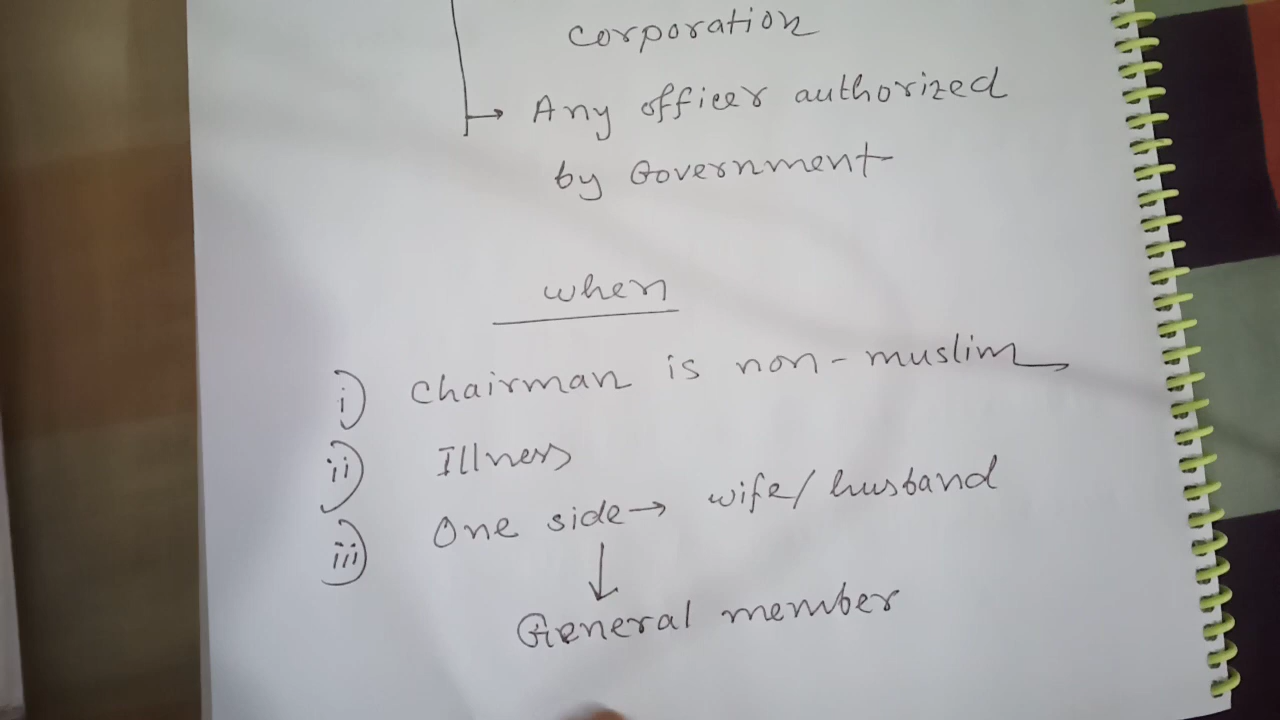 corporation
→ Any officer authorized
by Government
when
i) chairman is non-muslim
ii) Illness
iii) One side → wife/husband
↓
General member